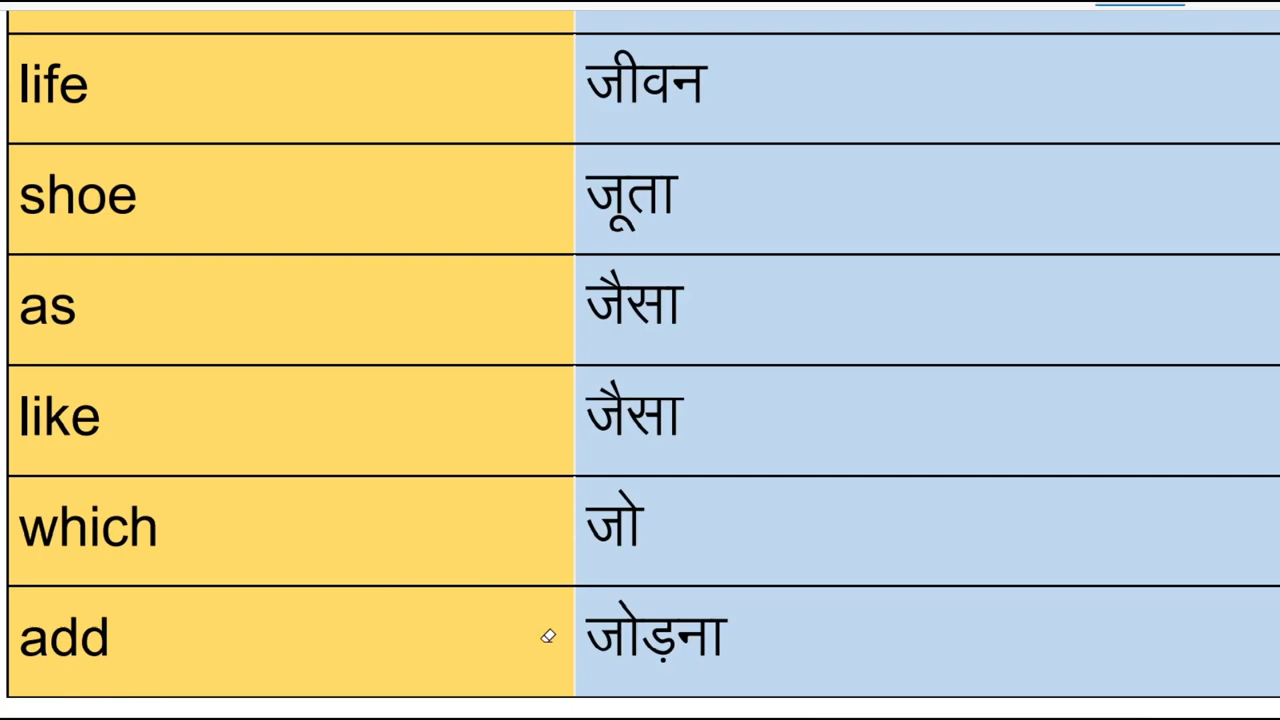 life जीवन
shoe जूता
as जैसा
like जैसा
which जो
add जोड़ना